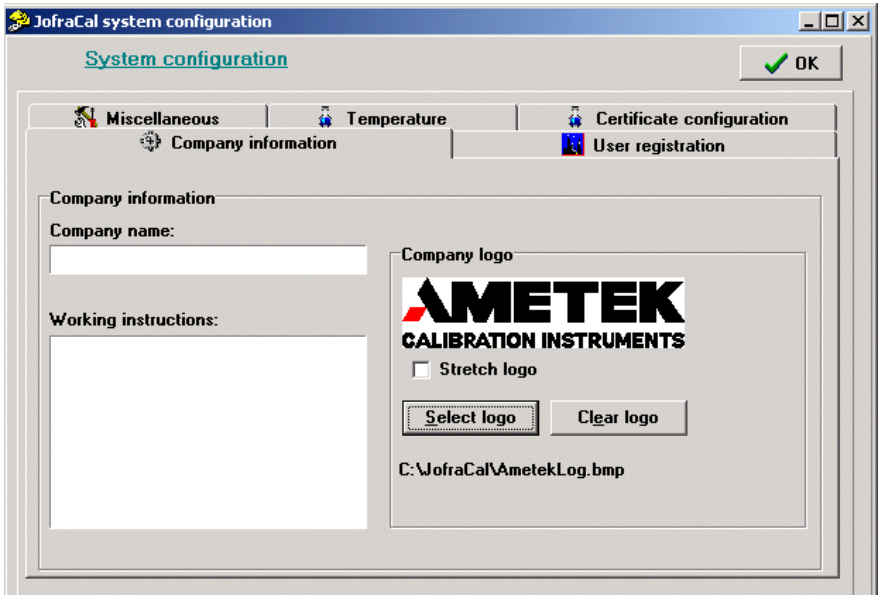 JofraCal system configuration
System configuration
OK
Miscellaneous
Temperature
Certificate configuration
Company information
User registration
Company information
Company name:
Working instructions:
Company logo
AMETEK
CALIBRATION INSTRUMENTS
Stretch logo
Select logo
Clear logo
C:\JofraCal\AmetekLog.bmp